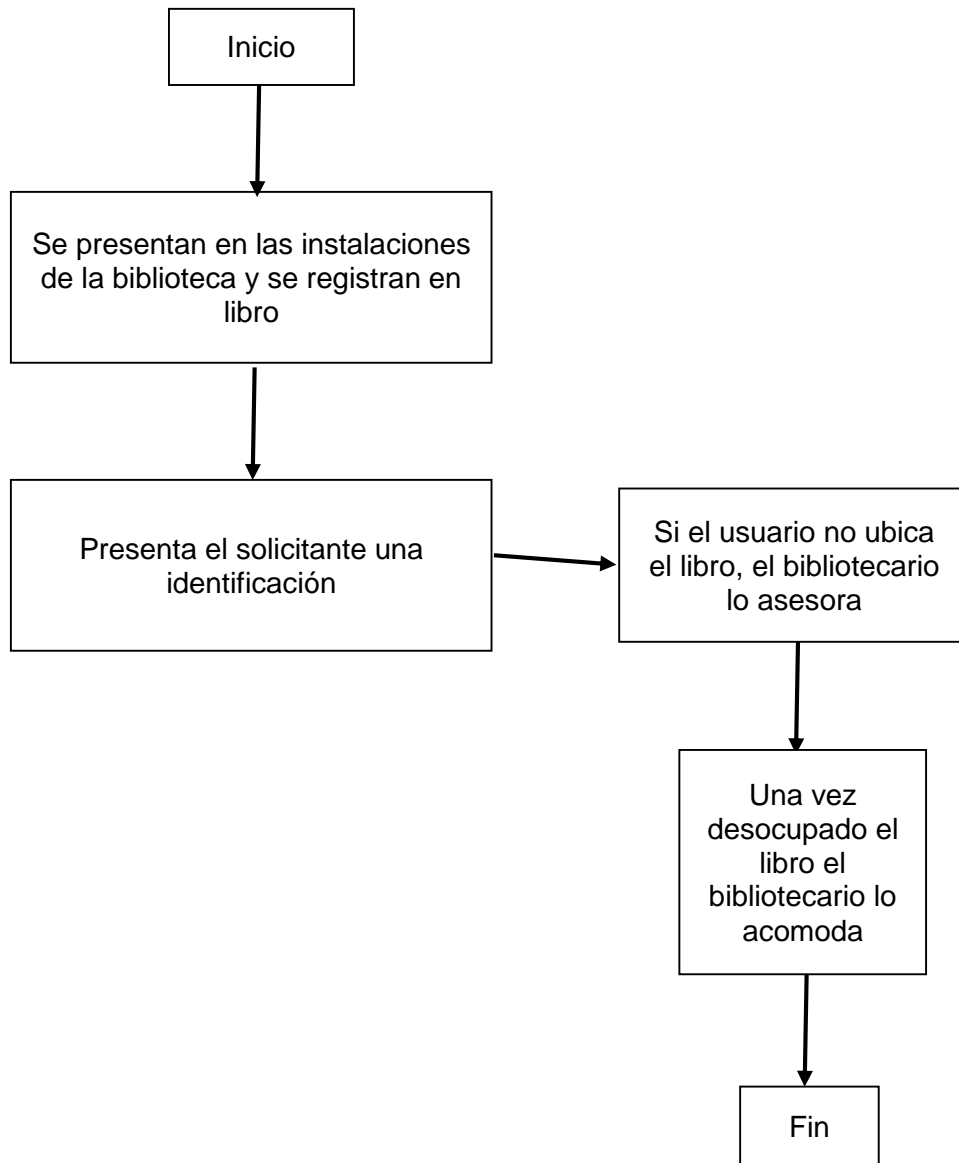 Inicio
Se presentan en las instalaciones
de la biblioteca y se registran en
libro
Presenta el solicitante una
identificación
Si el usuario no ubica
el libro, el bibliotecario
lo asesora
Una vez
desocupado el
libro el
bibliotecario lo
acomoda
Fin